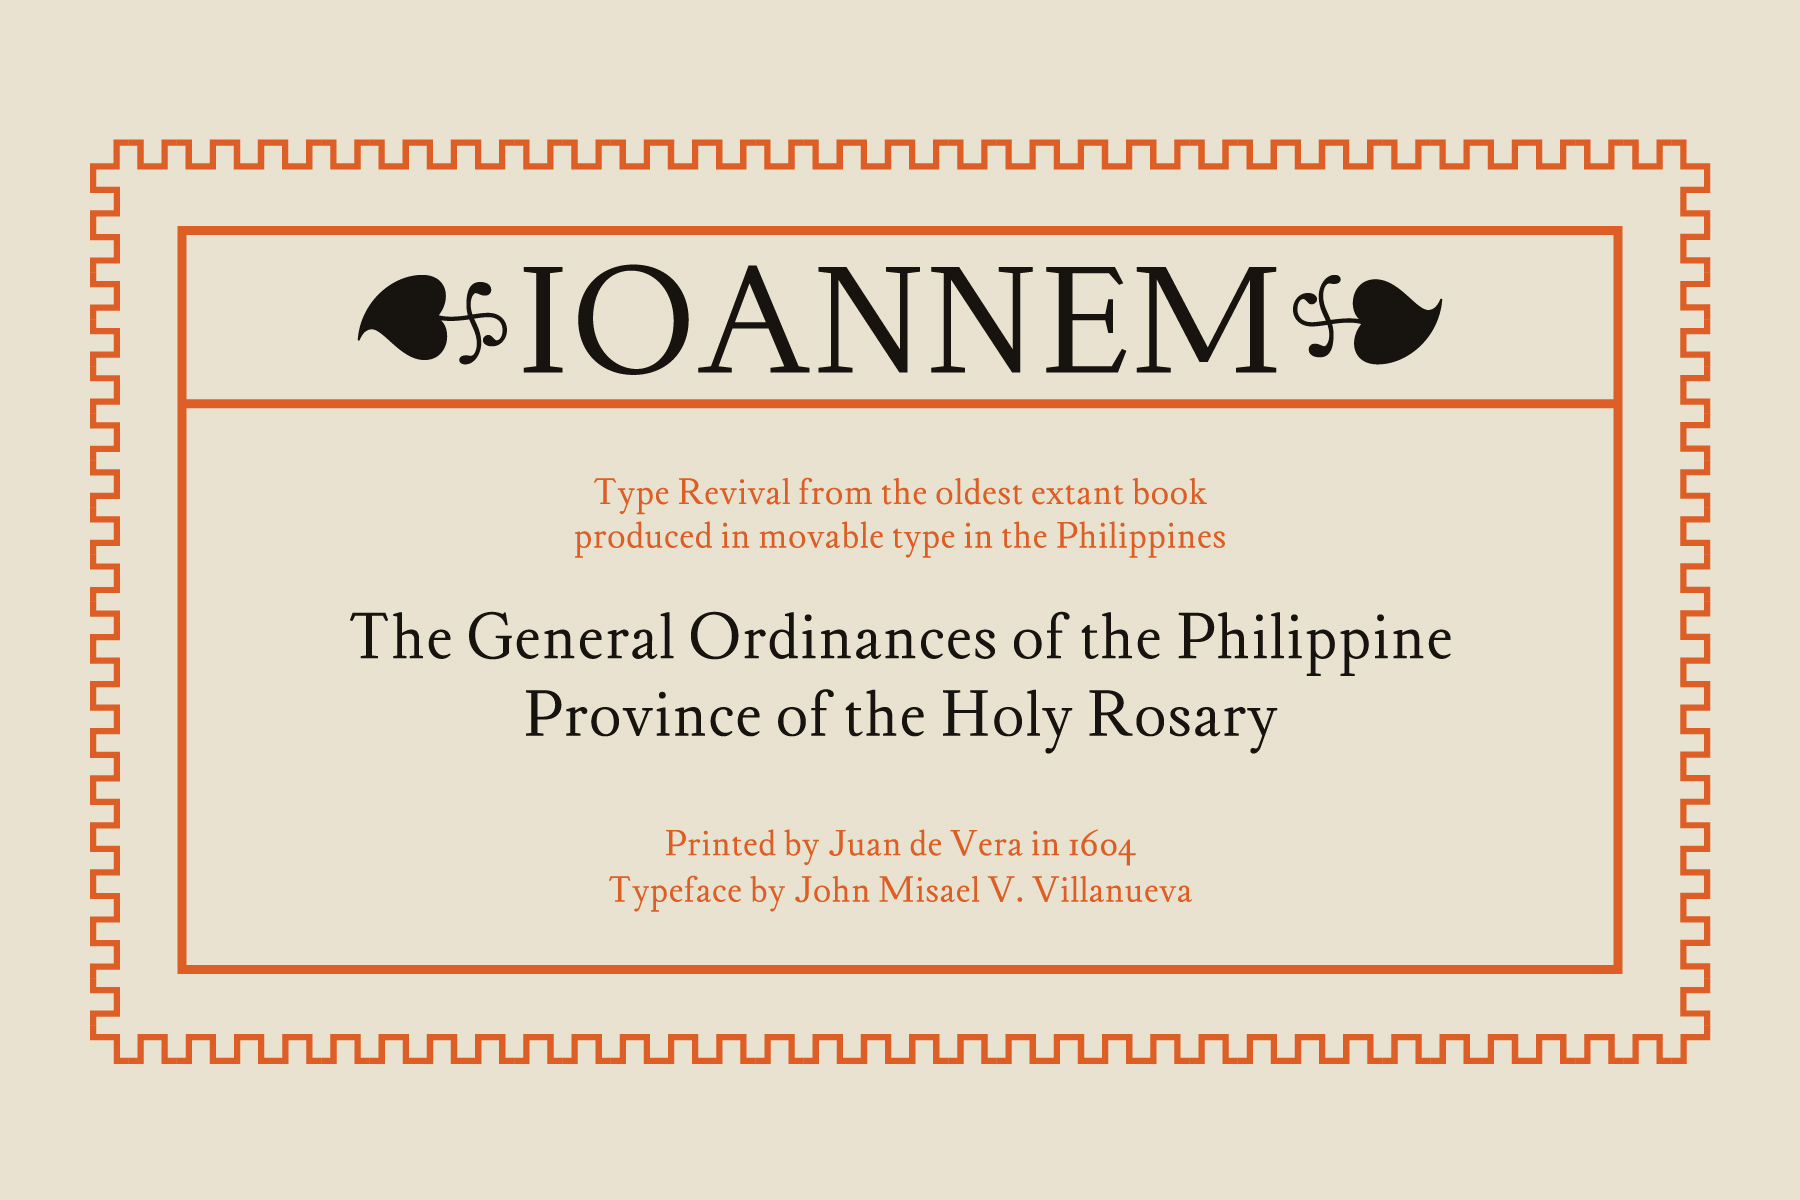 IOANNEM
Type Revival from the oldest extant book
produced in movable type in the Philippines
The General Ordinances of the Philippine
Province of the Holy Rosary
Printed by Juan de Vera in 1604
Typeface by John Misael V. Villanueva